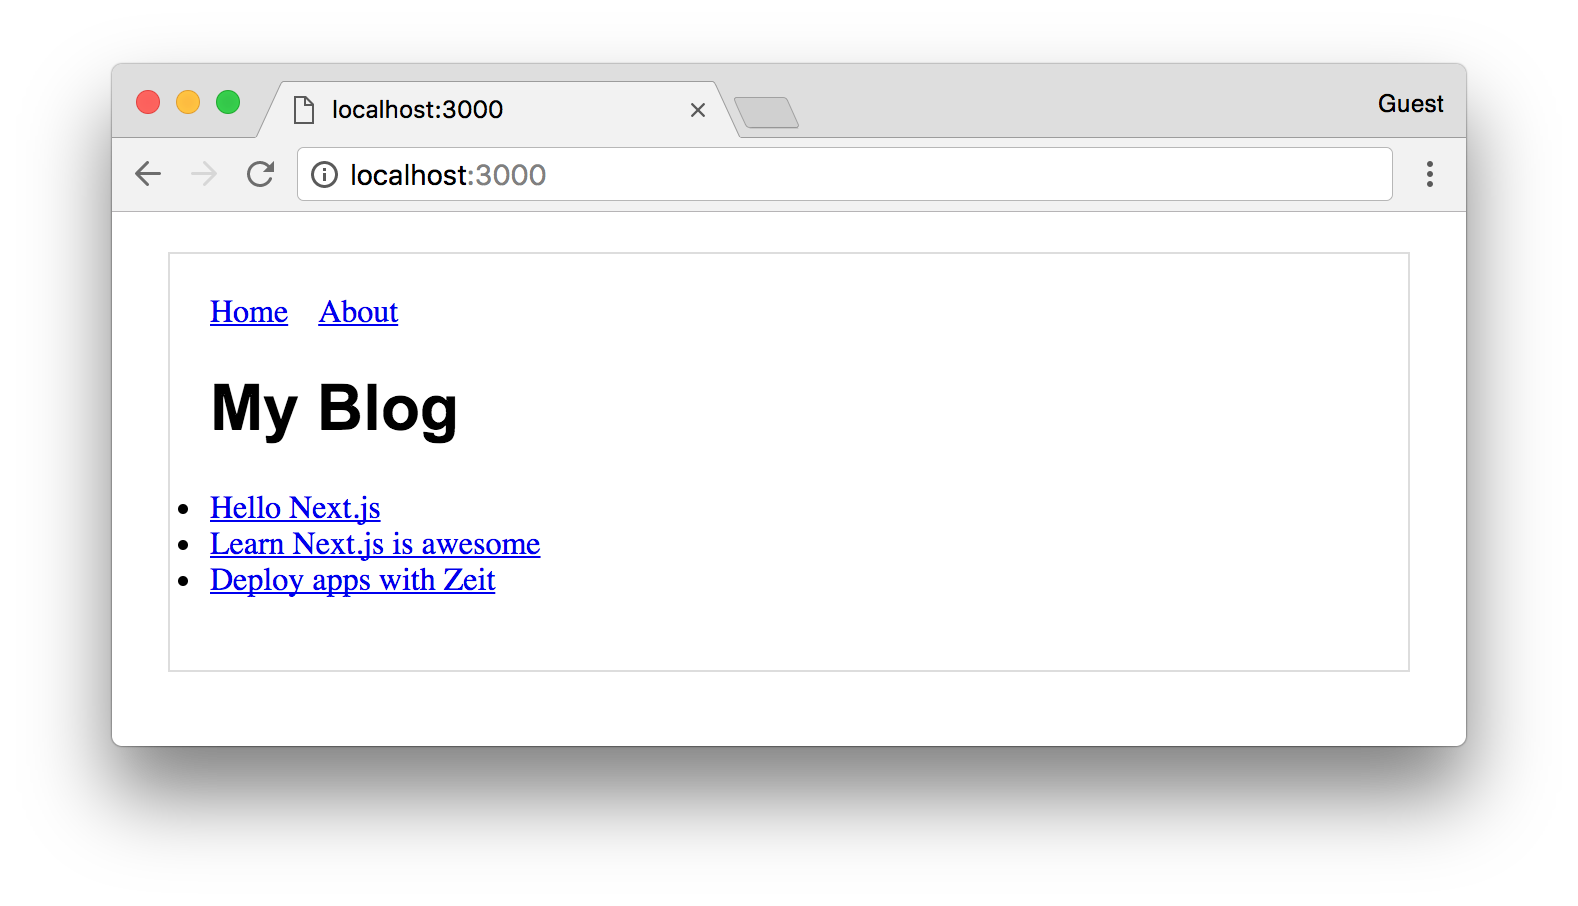 localhost:3000
Guest
localhost:3000
Home About
My Blog
Hello Next.js
Learn Next.js is awesome
Deploy apps with Zeit